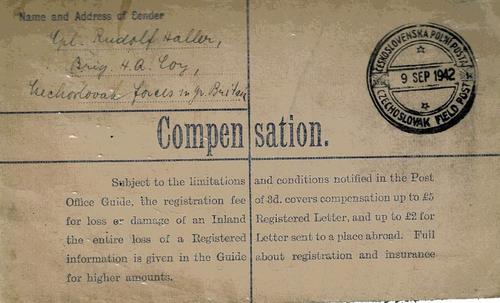 Name and Address of Sender
Cpl. Rudolf Haller,
Brig. H.Q. Coy,
Czechoslovak forces in gr. Britain
ČESKOSLOVENSKÁ POLNÍ POŠTA
9 SEP 1942
CZECHOSLOVAK FIELD POST
Compensation.
Subject to the limitations and conditions notified in the Post
Office Guide, the registration fee of 3d. covers compensation up to £5
for loss or damage of an Inland Registered Letter, and up to £2 for
the entire loss of a Registered Letter sent to a place abroad. Full
information is given in the Guide about registration and insurance
for higher amounts.